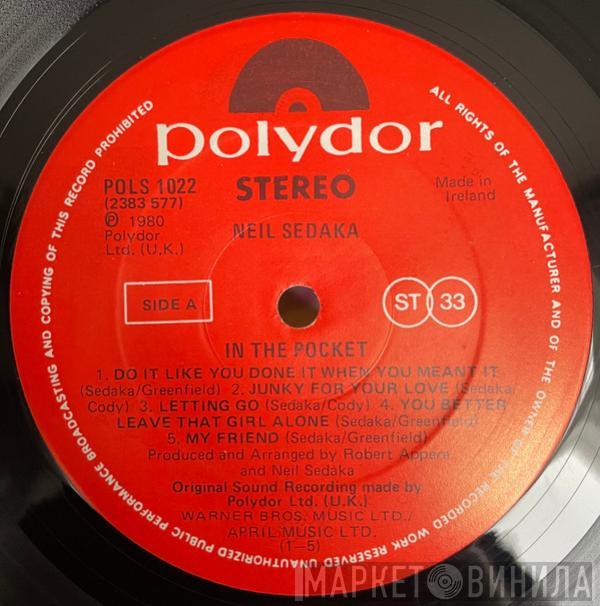 polydor
POLS 1022
(2383 577)
℗ 1980
Polydor
Ltd. (U.K.)
STEREO
Made in
Ireland
NEIL SEDAKA
SIDE A
ST 33
IN THE POCKET
1. DO IT LIKE YOU DONE IT WHEN YOU MEANT IT
(Sedaka/Greenfield) 2. JUNKY FOR YOUR LOVE (Sedaka/
Cody) 3. LETTING GO (Sedaka/Cody) 4. YOU BETTER
LEAVE THAT GIRL ALONE (Sedaka/Greenfield)
5. MY FRIEND (Sedaka/Greenfield)
Produced and Arranged by Robert Appere
and Neil Sedaka
Original Sound Recording made by
Polydor Ltd. (U.K.)
WARNER BROS. MUSIC LTD./
APRIL MUSIC LTD.
(1-5)
ALL RIGHTS OF THE MANUFACTURER AND OF THE OWNER OF THE RECORDED WORK RESERVED UNAUTHORIZED PUBLIC PERFORMANCE BROADCASTING AND COPYING OF THIS RECORD PROHIBITED
МАРКЕТ ВИНИЛА